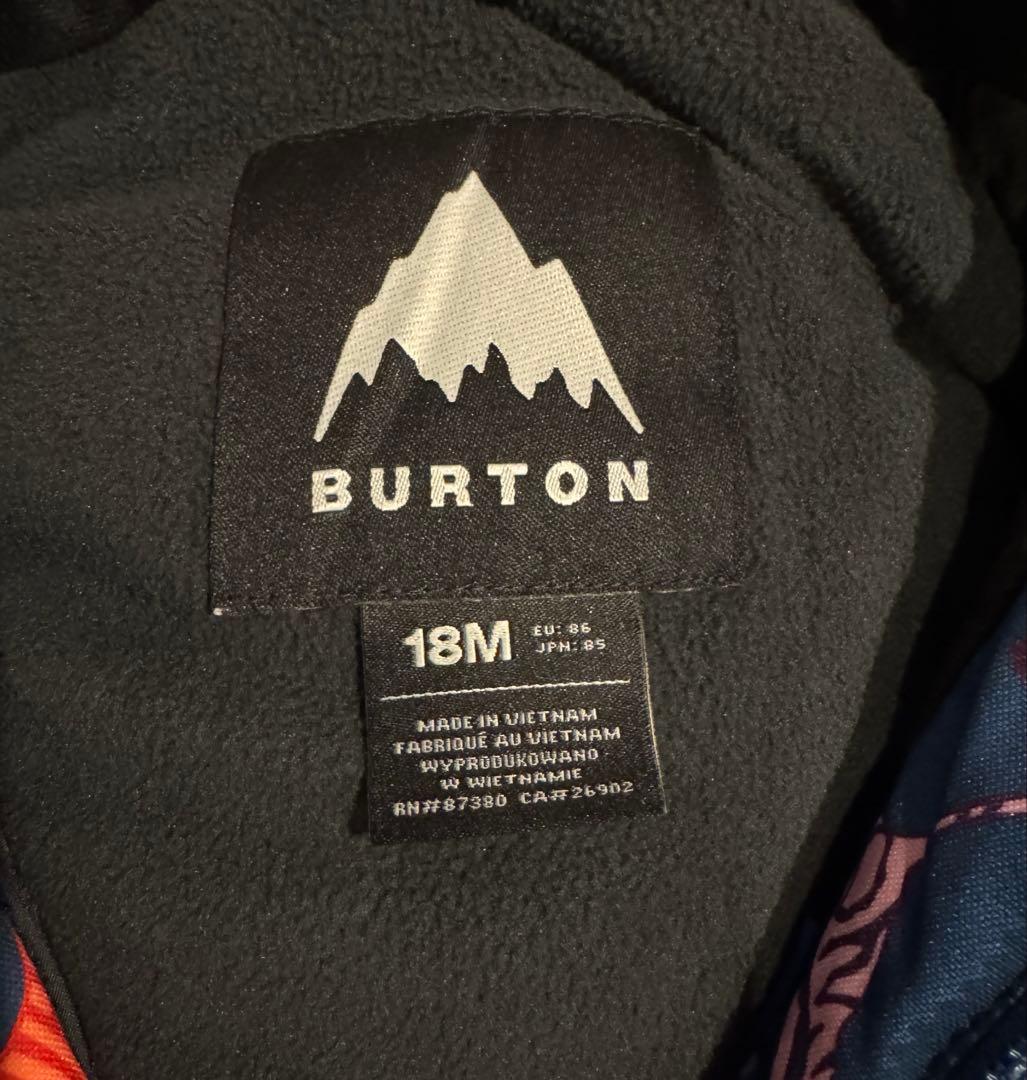 BURTON
18M
EU: 86
JPN: 85
MADE IN VIETNAM
FABRIQUÉ AU VIETNAM
WYPRODUKOWANO
W WIETNAMIE
RN#87380 CA#26902